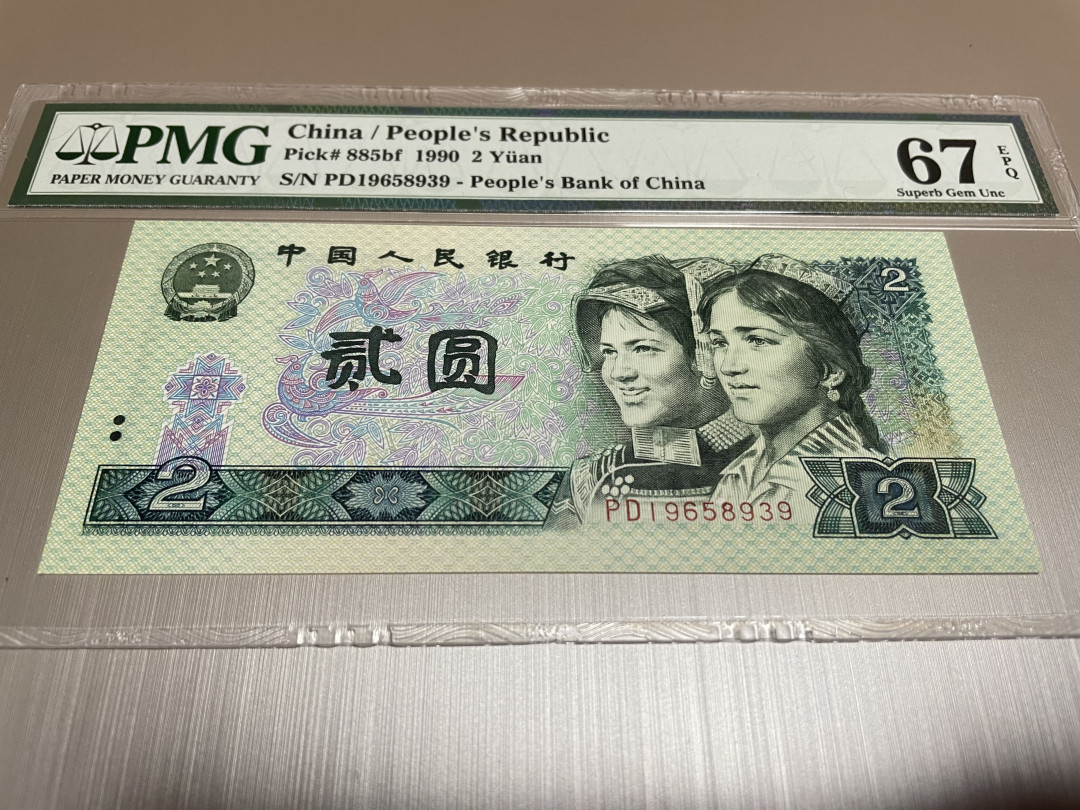 PMG
PAPER MONEY GUARANTY
China / People's Republic
Pick# 885bf 1990 2 Yüan
S/N PD19658939 - People's Bank of China
67
EPQ
Superb Gem Unc
中国人民银行
2
贰圆
2
PD19658939
2